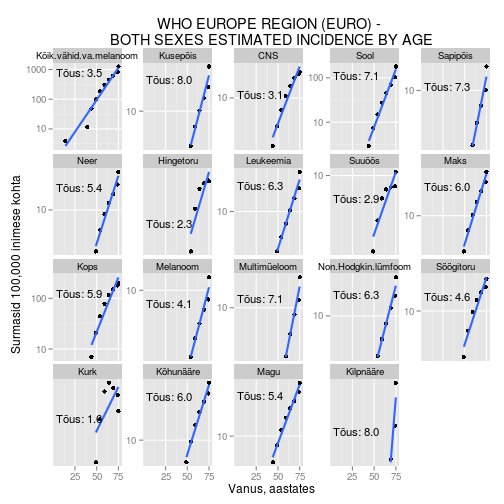 WHO EUROPE REGION (EURO) -
BOTH SEXES ESTIMATED INCIDENCE BY AGE
Kõik.vähid.va.melanoom
Kusepõis
CNS
Sool
Sapipõis
1000
100
10
Tõus: 3.5
10
Tõus: 8.0
10
Tõus: 3.1
100
10
Tõus: 7.1
10
Tõus: 7.3
Neer
Hingetoru
Leukeemia
Suuõõs
Maks
10
Tõus: 5.4
Tõus: 2.3
10
Tõus: 6.3
10
Tõus: 2.9
10
Tõus: 6.0
Kops
Melanoom
Multimüeloom
Non.Hodgkin.lümfoom
Söögitoru
100
10
Tõus: 5.9
10
Tõus: 4.1
10
Tõus: 7.1
10
Tõus: 6.3
10
Tõus: 4.6
Kurk
Kõhunääre
Magu
Kilpnääre
Tõus: 1.6
10
Tõus: 6.0
10
Tõus: 5.4
Tõus: 8.0
25 50 75
25 50 75
25 50 75
25 50 75
Vanus, aastates
Surmasid 100,000 inimese kohta